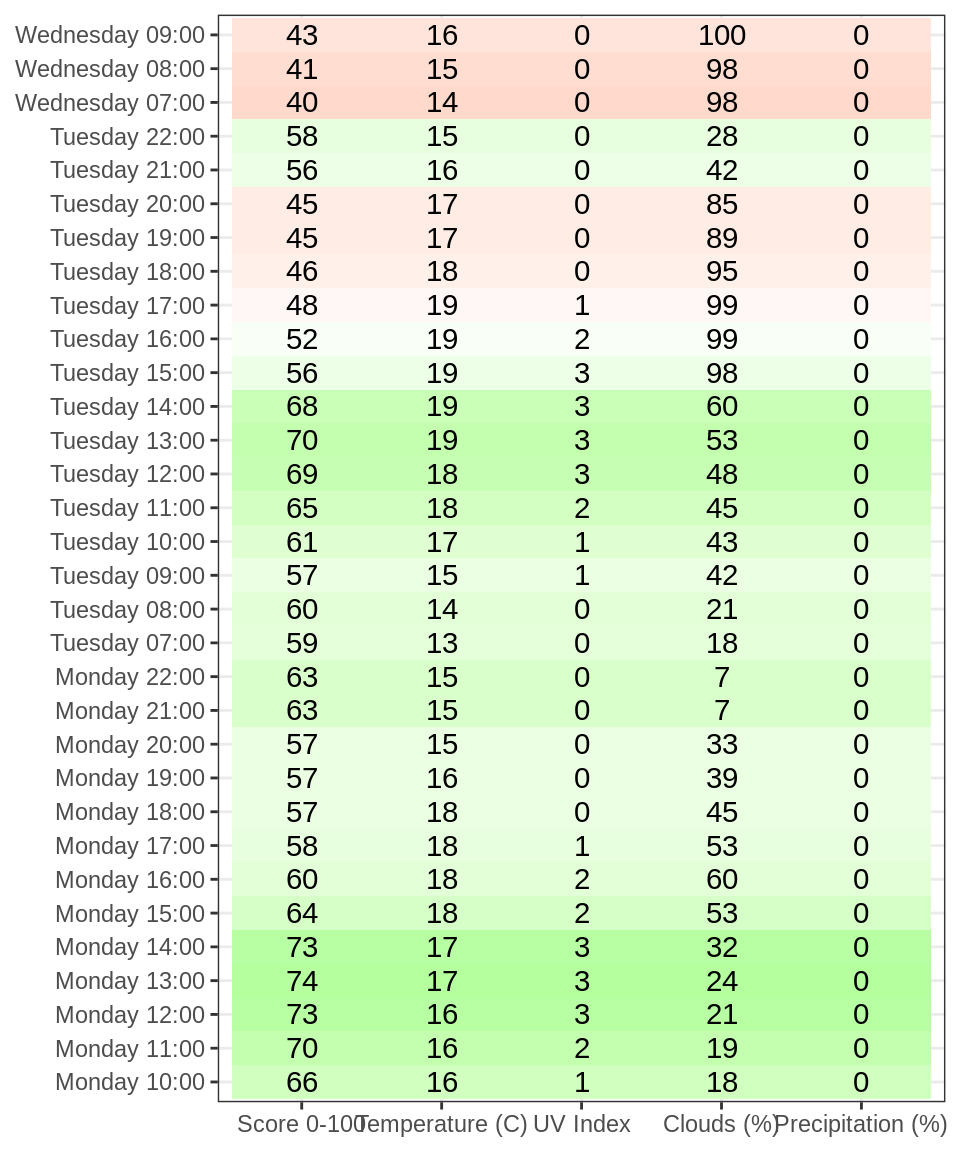 Wednesday 09:00 43 16 0 100 0
Wednesday 08:00 41 15 0 98 0
Wednesday 07:00 40 14 0 98 0
Tuesday 22:00 58 15 0 28 0
Tuesday 21:00 56 16 0 42 0
Tuesday 20:00 45 17 0 85 0
Tuesday 19:00 45 17 0 89 0
Tuesday 18:00 46 18 0 95 0
Tuesday 17:00 48 19 1 99 0
Tuesday 16:00 52 19 2 99 0
Tuesday 15:00 56 19 3 98 0
Tuesday 14:00 68 19 3 60 0
Tuesday 13:00 70 19 3 53 0
Tuesday 12:00 69 18 3 48 0
Tuesday 11:00 65 18 2 45 0
Tuesday 10:00 61 17 1 43 0
Tuesday 09:00 57 15 1 42 0
Tuesday 08:00 60 14 0 21 0
Tuesday 07:00 59 13 0 18 0
Monday 22:00 63 15 0 7 0
Monday 21:00 63 15 0 7 0
Monday 20:00 57 15 0 33 0
Monday 19:00 57 16 0 39 0
Monday 18:00 57 18 0 45 0
Monday 17:00 58 18 1 53 0
Monday 16:00 60 18 2 60 0
Monday 15:00 64 18 2 53 0
Monday 14:00 73 17 3 32 0
Monday 13:00 74 17 3 24 0
Monday 12:00 73 16 3 21 0
Monday 11:00 70 16 2 19 0
Monday 10:00 66 16 1 18 0
Score 0-100 Temperature (C) UV Index Clouds (%) Precipitation (%)